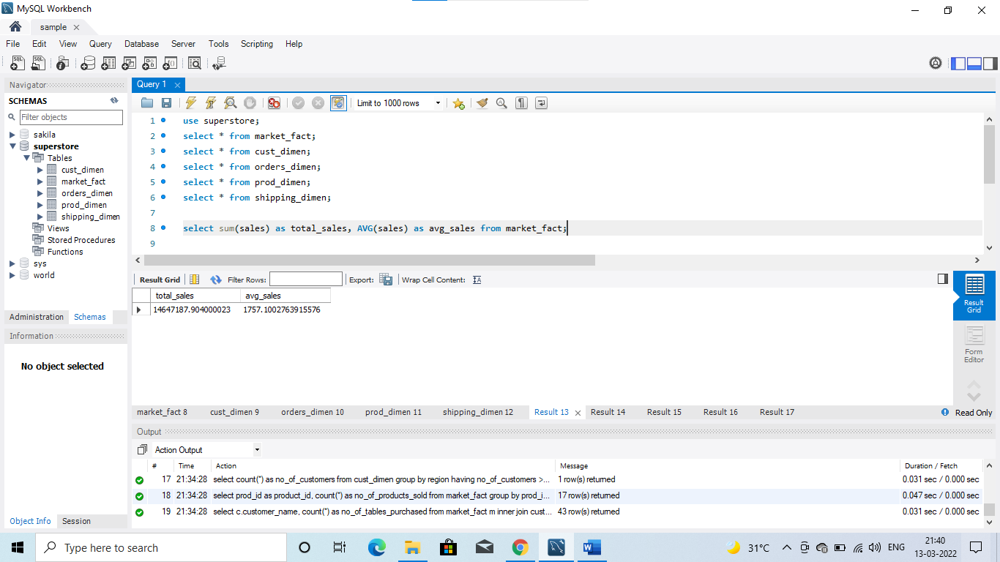 MySQL Workbench
sample
File Edit View Query Database Server Tools Scripting Help
Navigator
SCHEMAS
Filter objects
sakila
superstore
Tables
cust_dimen
market_fact
orders_dimen
prod_dimen
shipping_dimen
Views
Stored Procedures
Functions
sys
world
Administration Schemas
Information
No object selected
Object Info Session
Query 1
Limit to 1000 rows
1 use superstore;
2 select * from market_fact;
3 select * from cust_dimen;
4 select * from orders_dimen;
5 select * from prod_dimen;
6 select * from shipping_dimen;
7
8 select sum(sales) as total_sales, AVG(sales) as avg_sales from market_fact;
9
Result Grid Filter Rows: Export: Wrap Cell Content:
total_sales avg_sales
14647187.904000023 1757.1002763915576
Result Grid
Form Editor
market_fact 8 cust_dimen 9 orders_dimen 10 prod_dimen 11 shipping_dimen 12 Result 13 Result 14 Result 15 Result 16 Result 17 Read Only
Output
Action Output
# Time Action Message Duration / Fetch
17 21:34:28 select count(*) as no_of_customers from cust_dimen group by region having no_of_customers >... 1 row(s) returned 0.031 sec / 0.000 sec
18 21:34:28 select prod_id as product_id, count(*) as no_of_products_sold from market_fact group by prod_i... 17 row(s) returned 0.047 sec / 0.000 sec
19 21:34:28 select c.customer_name, count(*) as no_of_tables_purchased from market_fact m inner join cust... 43 row(s) returned 0.031 sec / 0.000 sec
Type here to search
31°C ENG 21:40
13-03-2022